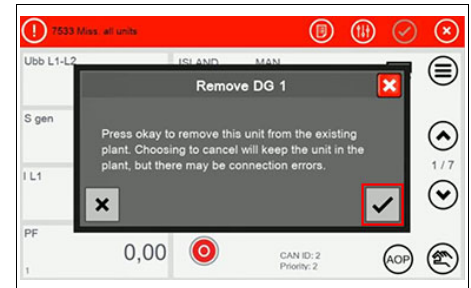 7533 Miss. all units
Ubb L1-L2
ISLAND MAN
Remove DG 1
S gen
Press okay to remove this unit from the existing
plant. Choosing to cancel will keep the unit in the
plant, but there may be connection errors.
1 / 7
I L1
PF
0,00
CAN ID: 2
Priority: 2
AOP
1